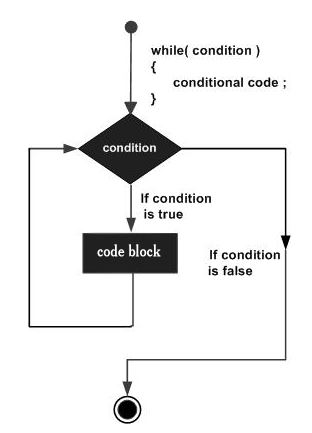 while( condition )
{
conditional code ;
}
condition
If condition
is true
code block
If condition
is false